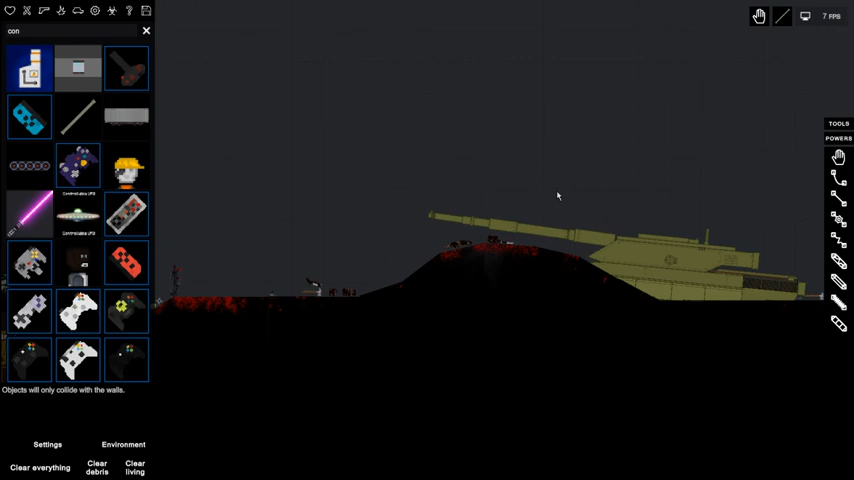 con
7 FPS
TOOLS
POWERS
Controllable UFO
Controllable UFO
Objects will only collide with the walls.
Settings
Environment
Clear everything
Clear debris
Clear living